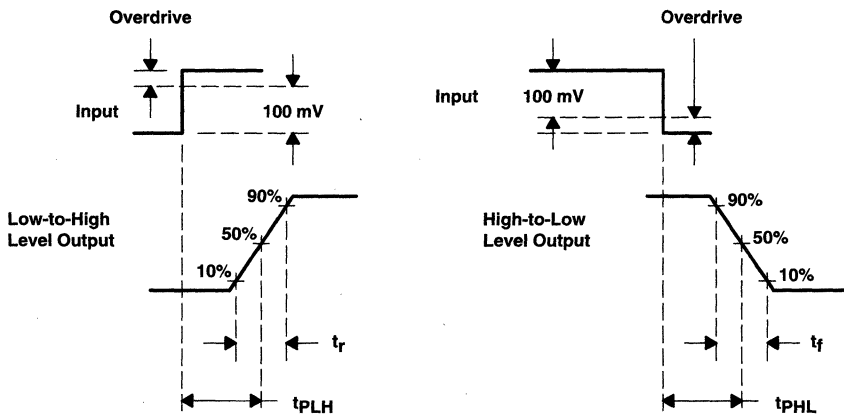 Overdrive
Input
100 mV
Low-to-High
Level Output
90%
50%
10%
tr
tPLH
Overdrive
Input
100 mV
High-to-Low
Level Output
90%
50%
10%
tf
tPHL